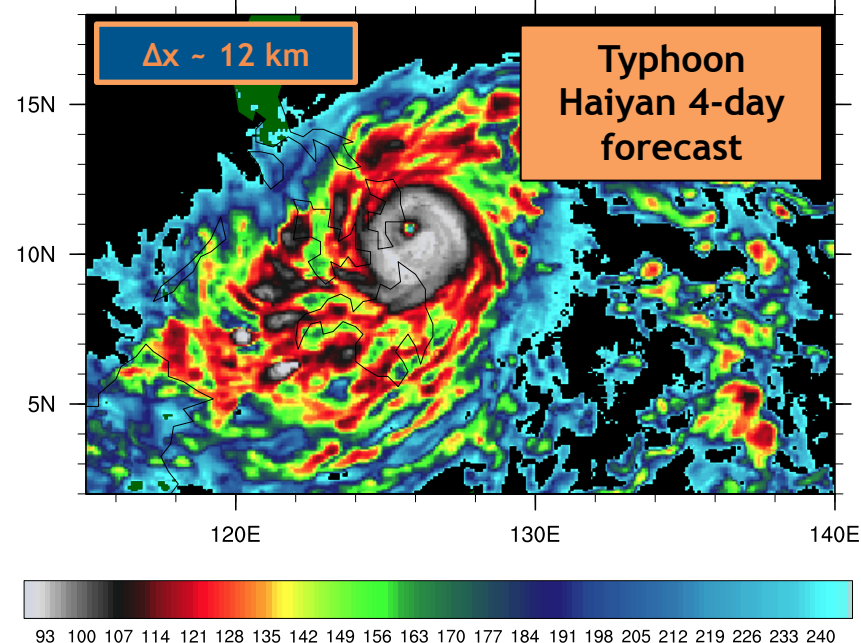 Δx ~ 12 km
Typhoon
Haiyan 4-day
forecast
15N
10N
5N
120E
130E
140E
93 100 107 114 121 128 135 142 149 156 163 170 177 184 191 198 205 212 219 226 233 240